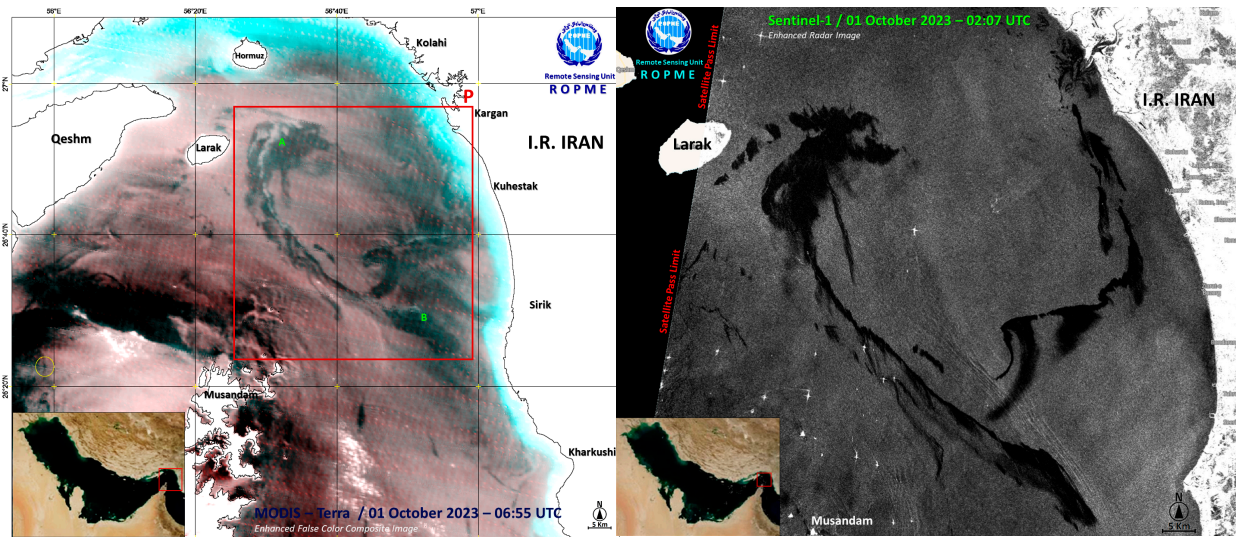 56°E
56°20'E
56°40'E
57°E
Kolahi
Hormuz
Remote Sensing Unit
R O P M E
27°N
P
Kargan
Qeshm
Larak
A
I.R. IRAN
Kuhestak
26°40'N
Sirik
B
26°20'N
Musandam
Kharkushi
MODIS – Terra / 01 October 2023 – 06:55 UTC
Enhanced False Color Composite Image
N
5 Km
Sentinel-1 / 01 October 2023 – 02:07 UTC
Enhanced Radar Image
Remote Sensing Unit
R O P M E
Satellite Pass Limit
I.R. IRAN
Larak
Satellite Pass Limit
Musandam
N
5 Km